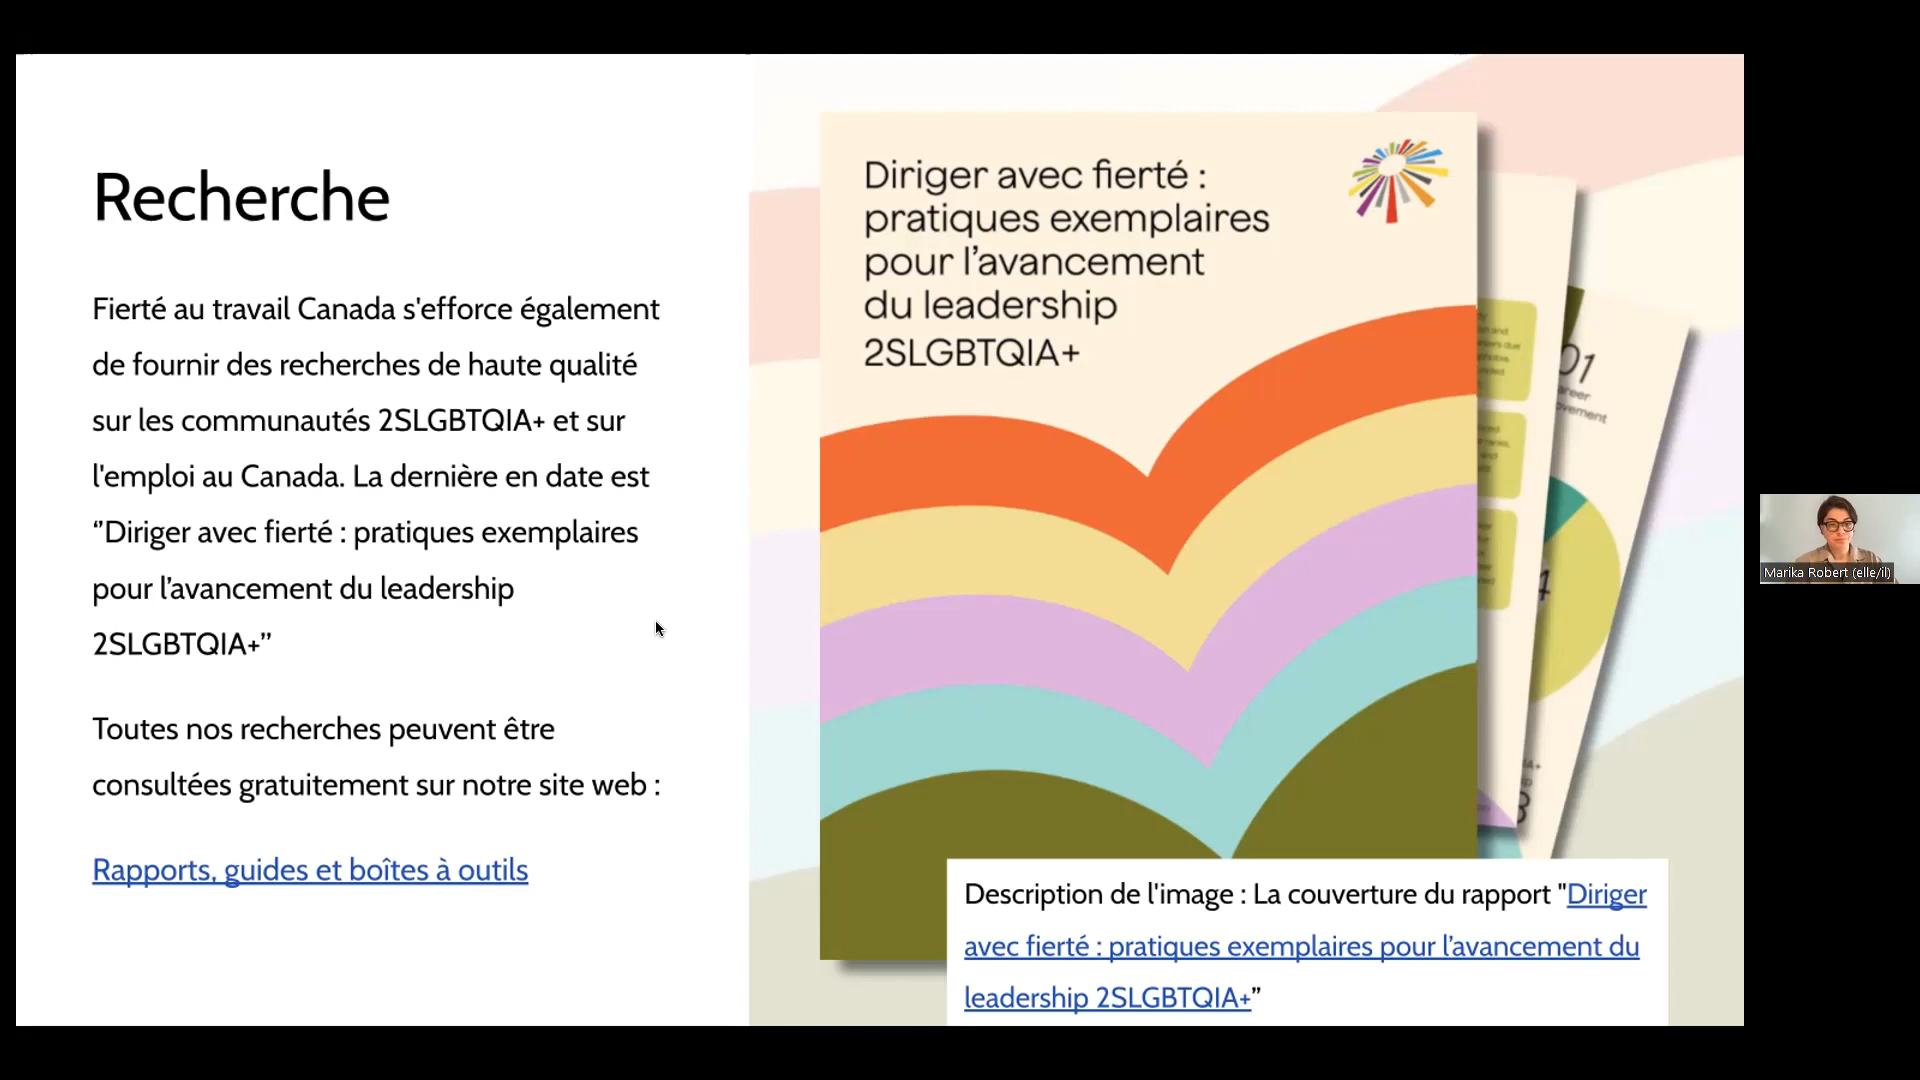 Recherche
Fierté au travail Canada s'efforce également
de fournir des recherches de haute qualité
sur les communautés 2SLGBTQIA+ et sur
l'emploi au Canada. La dernière en date est
“Diriger avec fierté : pratiques exemplaires
pour l’avancement du leadership
2SLGBTQIA+”
Toutes nos recherches peuvent être
consultées gratuitement sur notre site web :
Rapports, guides et boîtes à outils
Diriger avec fierté :
pratiques exemplaires
pour l’avancement
du leadership
2SLGBTQIA+
01
Description de l'image : La couverture du rapport "Diriger
avec fierté : pratiques exemplaires pour l’avancement du
leadership 2SLGBTQIA+”
Marika Robert (elle/il)